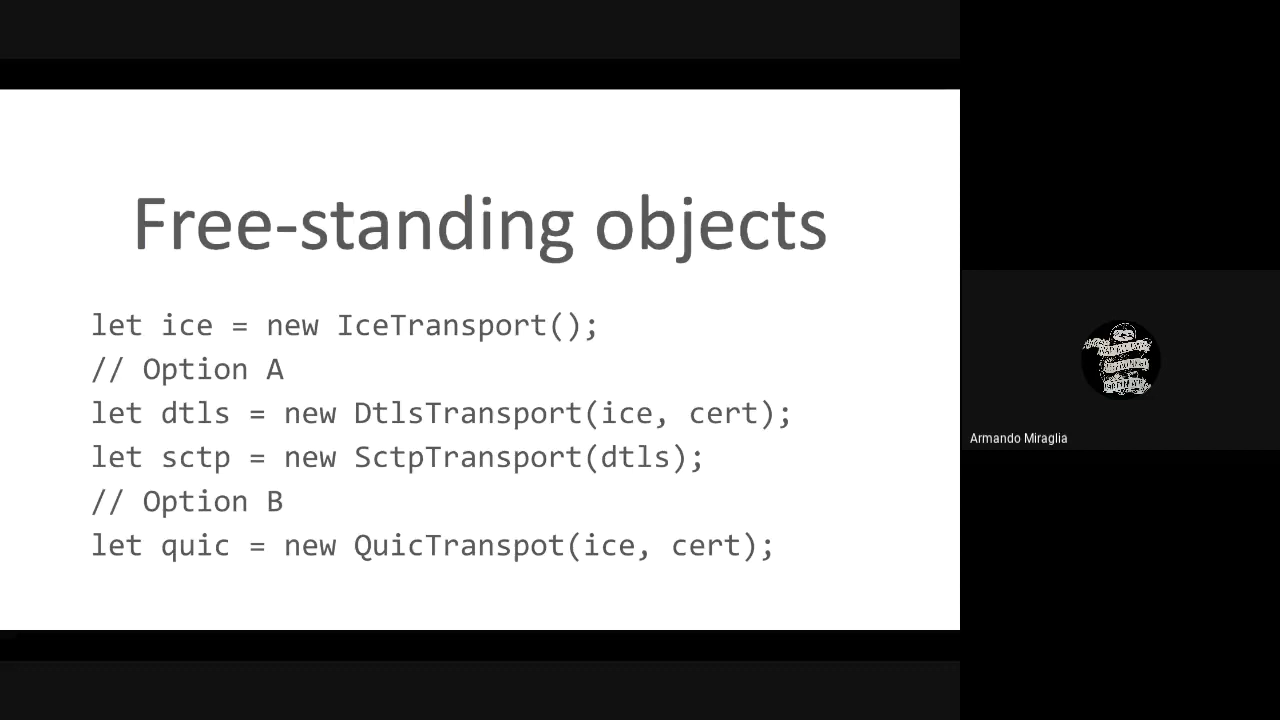 Free-standing objects
let ice = new IceTransport();
// Option A
let dtls = new DtlsTransport(ice, cert);
let sctp = new SctpTransport(dtls);
// Option B
let quic = new QuicTranspot(ice, cert);
Armando Miraglia